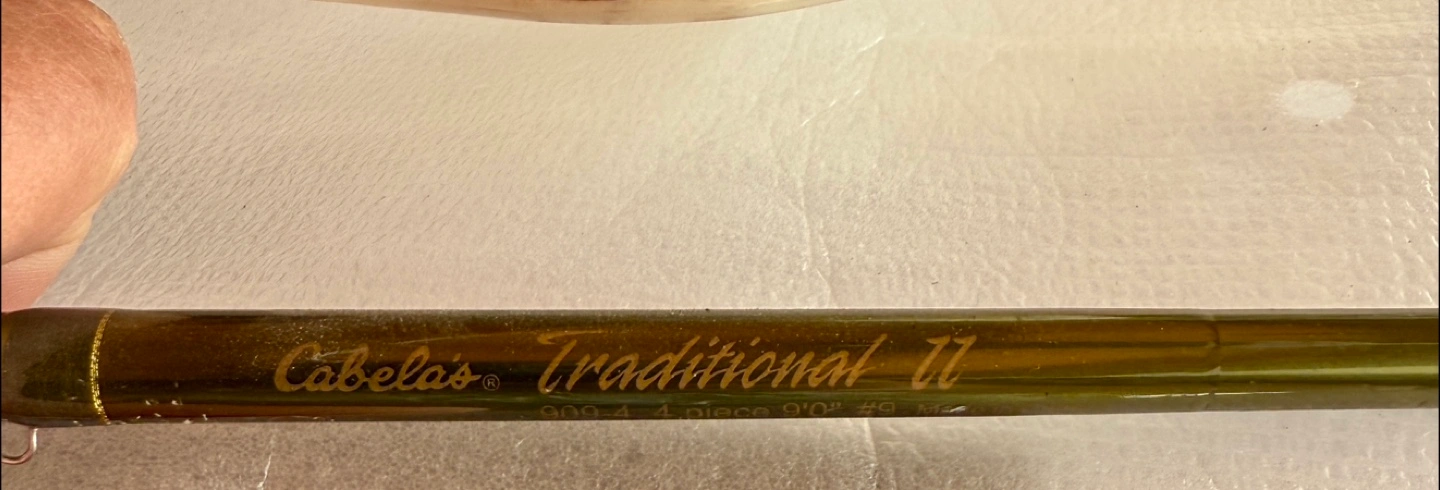 Cabela's® Traditional II
909-4 4 piece 9'0" #9